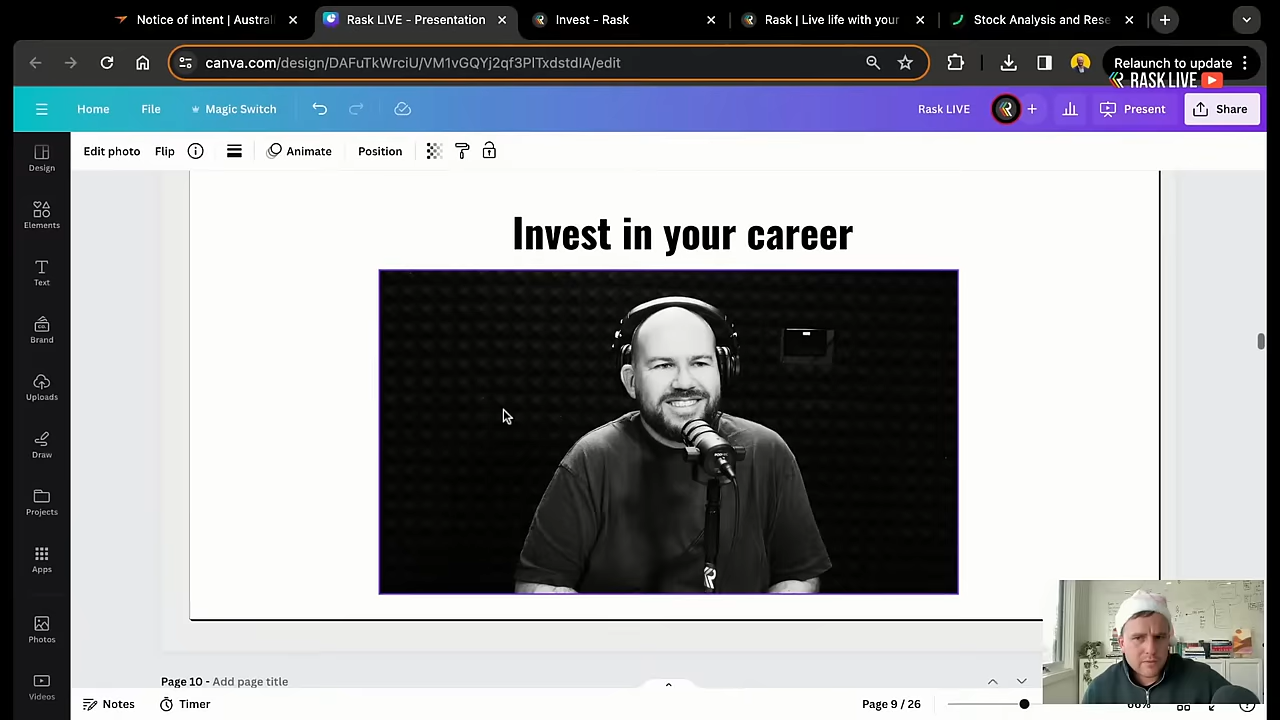 Notice of intent | Austral
Rask LIVE - Presentation
Invest - Rask
Rask | Live life with your
Stock Analysis and Rese
canva.com/design/DAFuTkWrciU/VM1vGQYj2qf3PlTxdstdIA/edit
Relaunch to update
RASK LIVE
Home
File
Magic Switch
Rask LIVE
Present
Share
Edit photo
Flip
Animate
Position
Design
Elements
Text
Brand
Uploads
Draw
Projects
Apps
Photos
Videos
Invest in your career
Page 10 - Add page title
Notes
Timer
Page 9 / 26